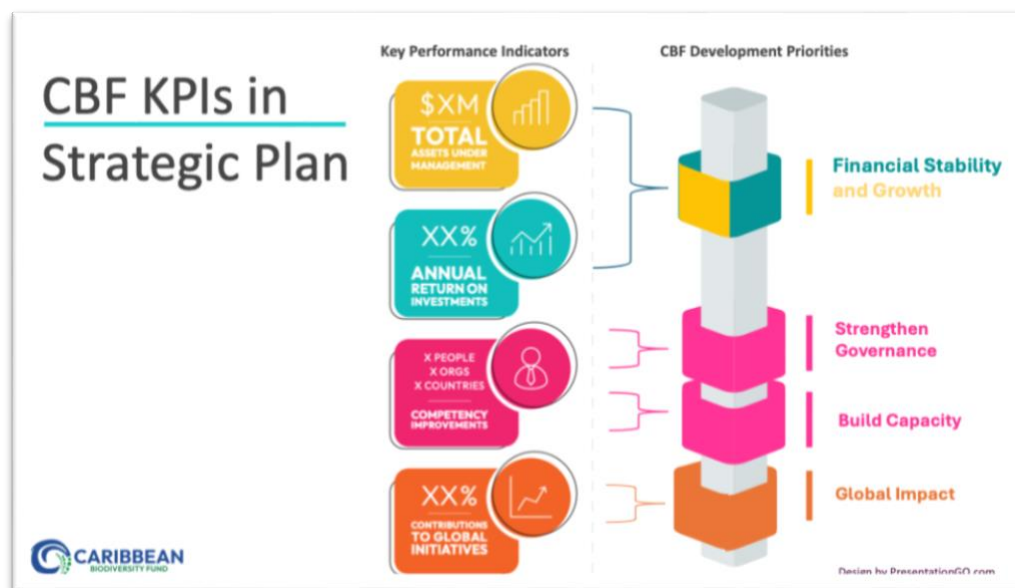 CBF KPIs in
Strategic Plan
Key Performance Indicators
$XM
TOTAL
ASSETS UNDER
MANAGEMENT
XX%
ANNUAL
RETURN ON
INVESTMENTS
X PEOPLE
X ORGS
X COUNTRIES
COMPETENCY
IMPROVEMENTS
XX%
CONTRIBUTIONS
TO GLOBAL
INITIATIVES
CBF Development Priorities
Financial Stability
and Growth
Strengthen
Governance
Build Capacity
Global Impact
CARIBBEAN
BIODIVERSITY FUND
Design by PresentationGO.com